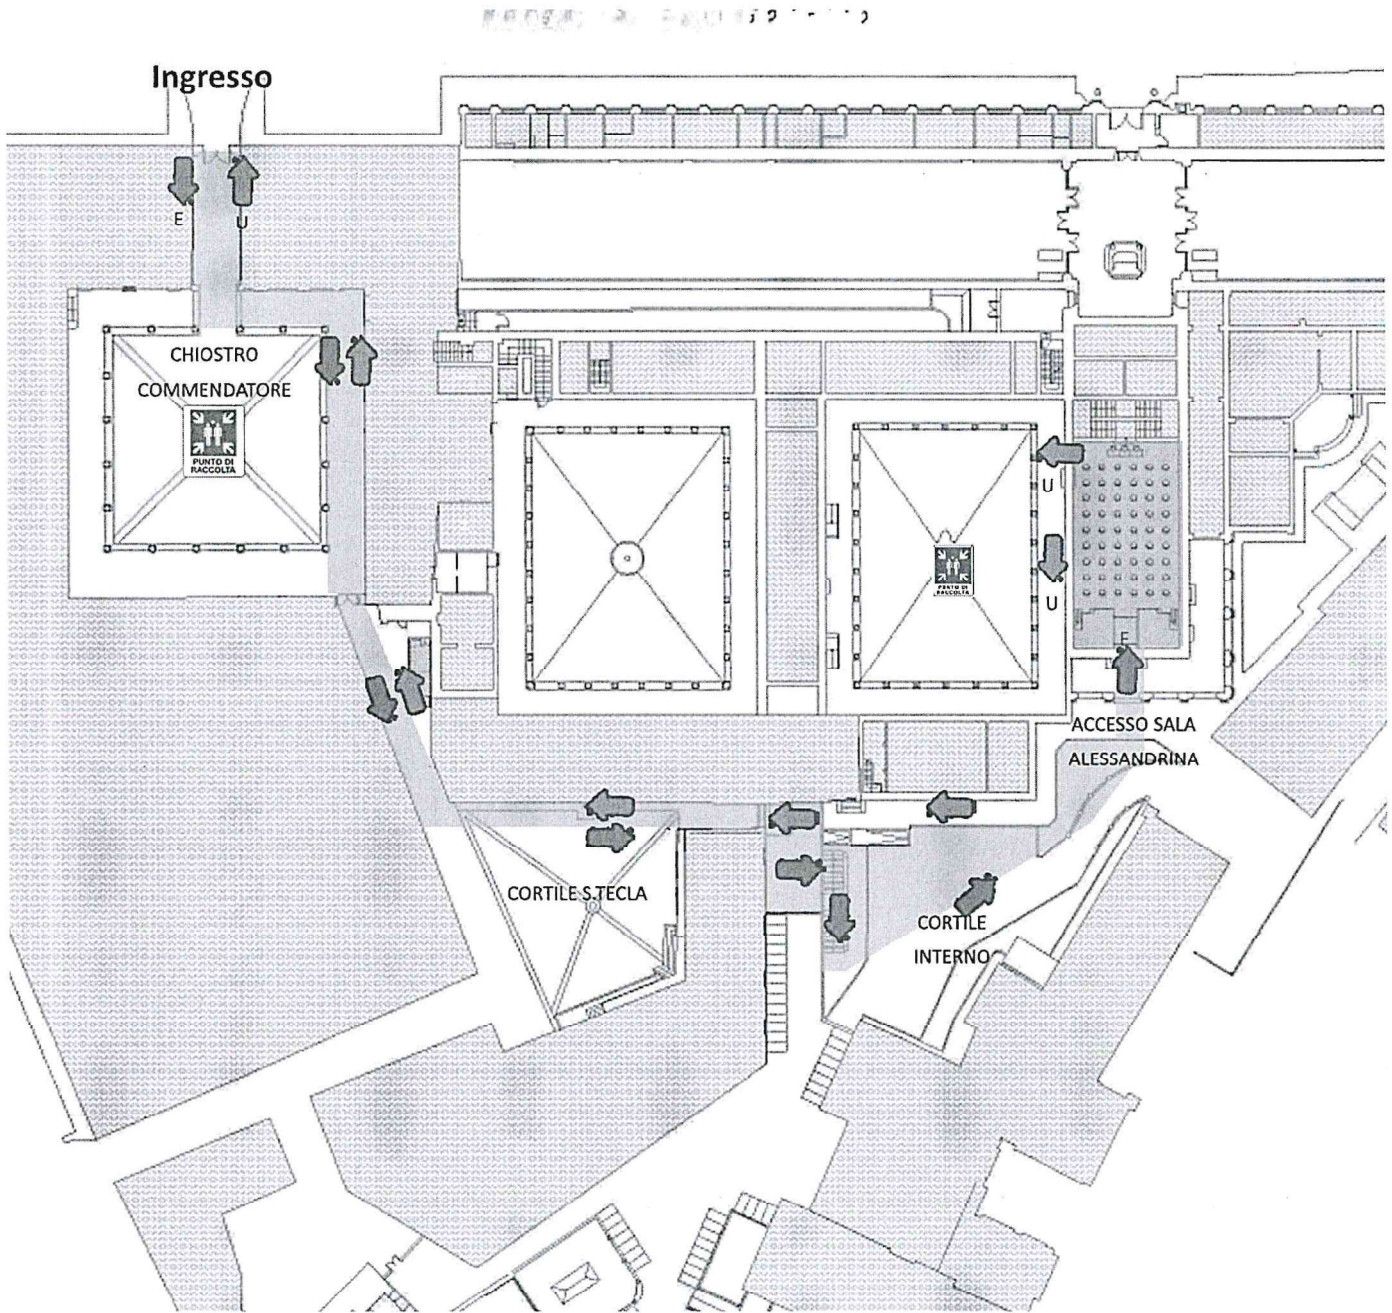 Ingresso
E
U
CHIOSTRO
COMMENDATORE
PUNTO DI
RACCOLTA
U
PUNTO DI
RACCOLTA
U
E
ACCESSO SALA
ALESSANDRINA
CORTILE S.TECLA
CORTILE
INTERNO